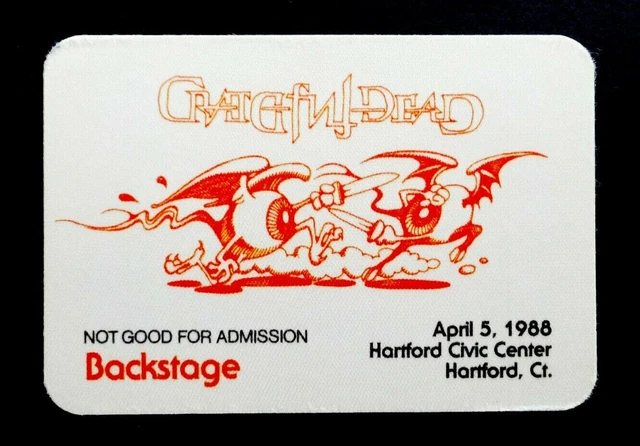 GRATEFUL DEAD
NOT GOOD FOR ADMISSION
Backstage
April 5, 1988
Hartford Civic Center
Hartford, Ct.